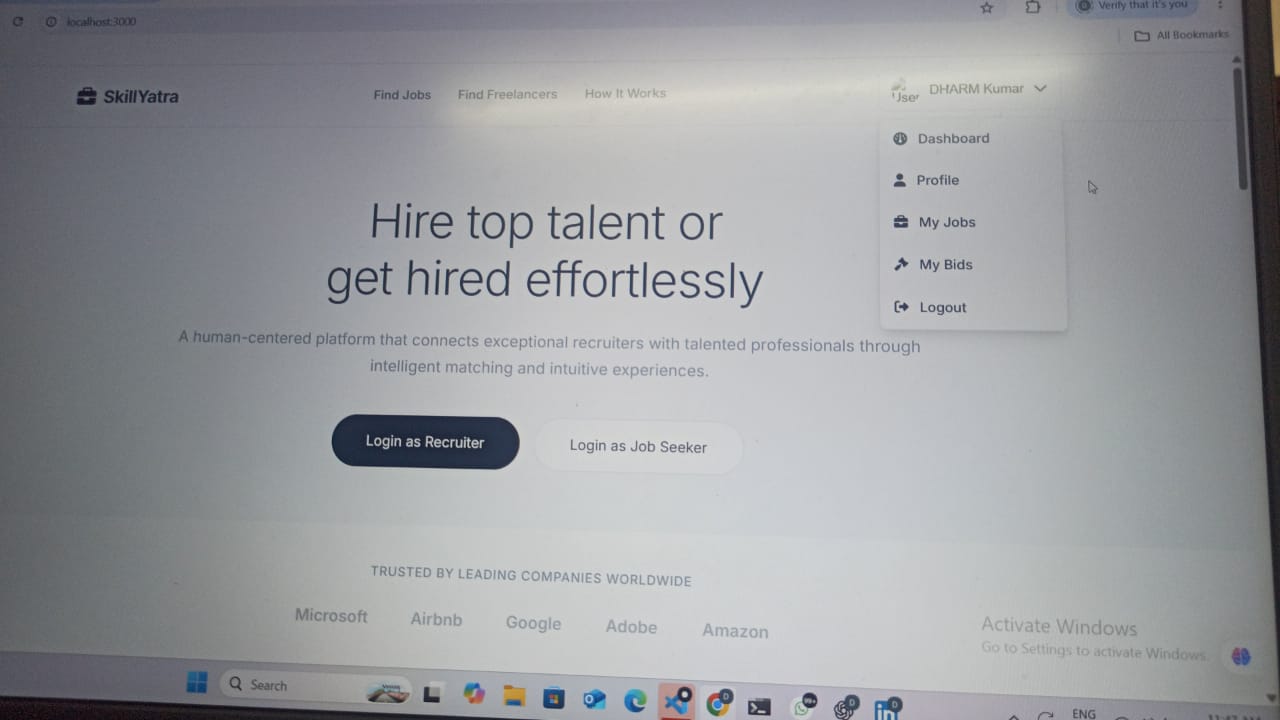 localhost:3000
Verify that it's you
All Bookmarks
SkillYatra
Find Jobs
Find Freelancers
How It Works
User
DHARM Kumar
Dashboard
Profile
My Jobs
My Bids
Logout
Hire top talent or
get hired effortlessly
A human-centered platform that connects exceptional recruiters with talented professionals through
intelligent matching and intuitive experiences.
Login as Recruiter
Login as Job Seeker
TRUSTED BY LEADING COMPANIES WORLDWIDE
Microsoft
Airbnb
Google
Adobe
Amazon
Activate Windows
Go to Settings to activate Windows.
Search
ENG